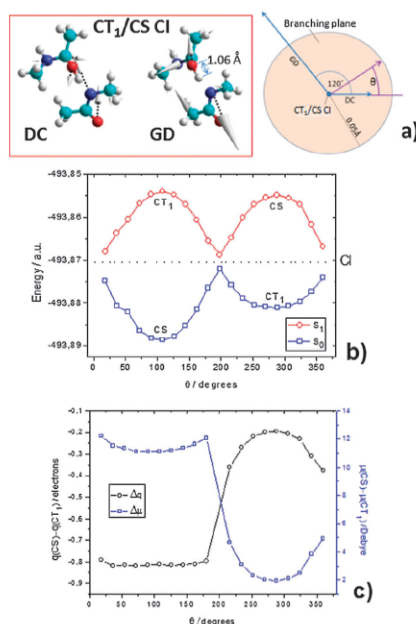 CT₁/CS CI
1.06 Å
DC
GD
Branching plane
GD
120°
θ
DC
CT₁/CS CI
0.05Å
a)
-493,85
-493,86
-493,87
-493,88
-493,89
Energy / a.u.
CT₁
CS
CI
CS
CT₁
S₁
S₀
0 50 100 150 200 250 300 350
θ / degrees
b)
-0,1
-0,2
-0,3
-0,4
-0,5
-0,6
-0,7
-0,8
-0,9
q(CS)-q(CT₁)/electrons
Δq
Δμ
14
12
10
8
6
4
2
μ(CS)-μ(CT₁)/Debye
0 50 100 150 200 250 300 350
θ / degrees
c)